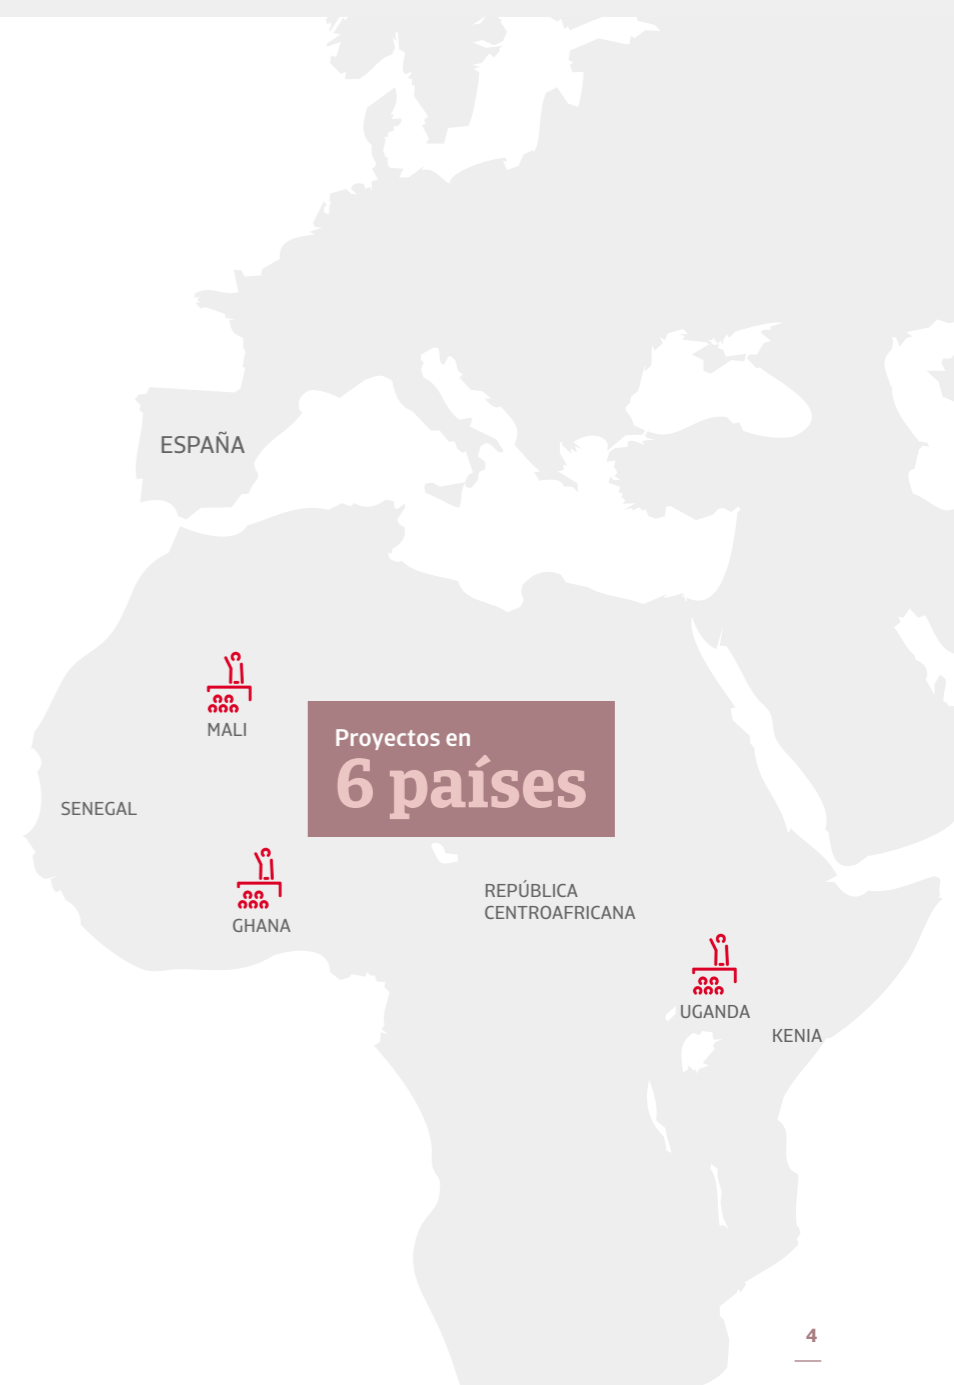 ESPAÑA
MALI
Proyectos en
6 países
SENEGAL
GHANA
REPÚBLICA
CENTROAFRICANA
UGANDA
KENIA
4